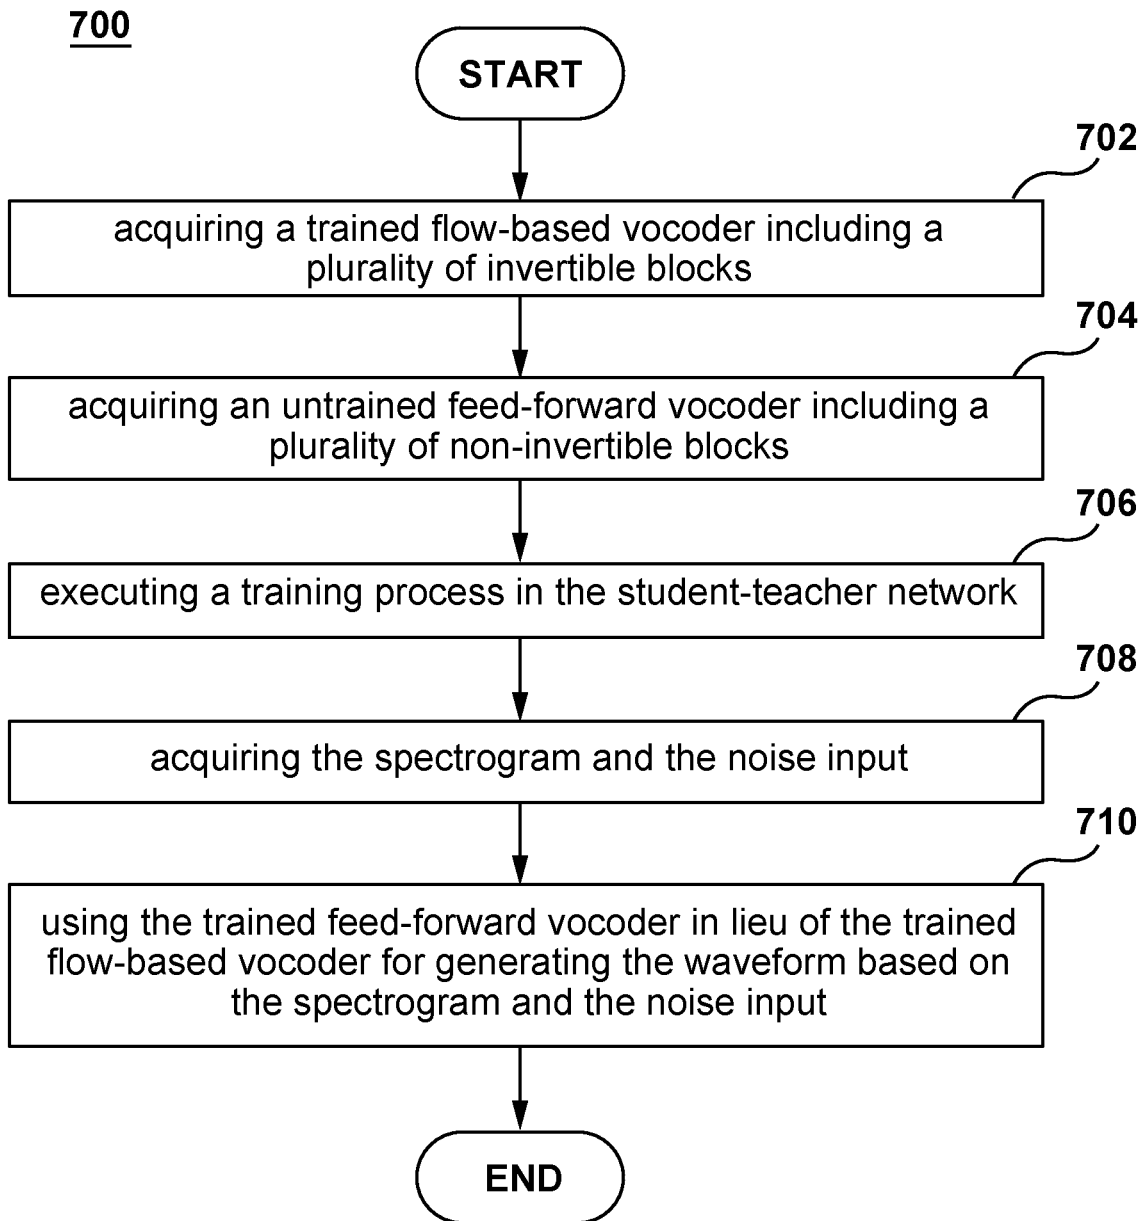 700
START
702
acquiring a trained flow-based vocoder including a
plurality of invertible blocks
704
acquiring an untrained feed-forward vocoder including a
plurality of non-invertible blocks
706
executing a training process in the student-teacher network
708
acquiring the spectrogram and the noise input
710
using the trained feed-forward vocoder in lieu of the trained
flow-based vocoder for generating the waveform based on
the spectrogram and the noise input
END